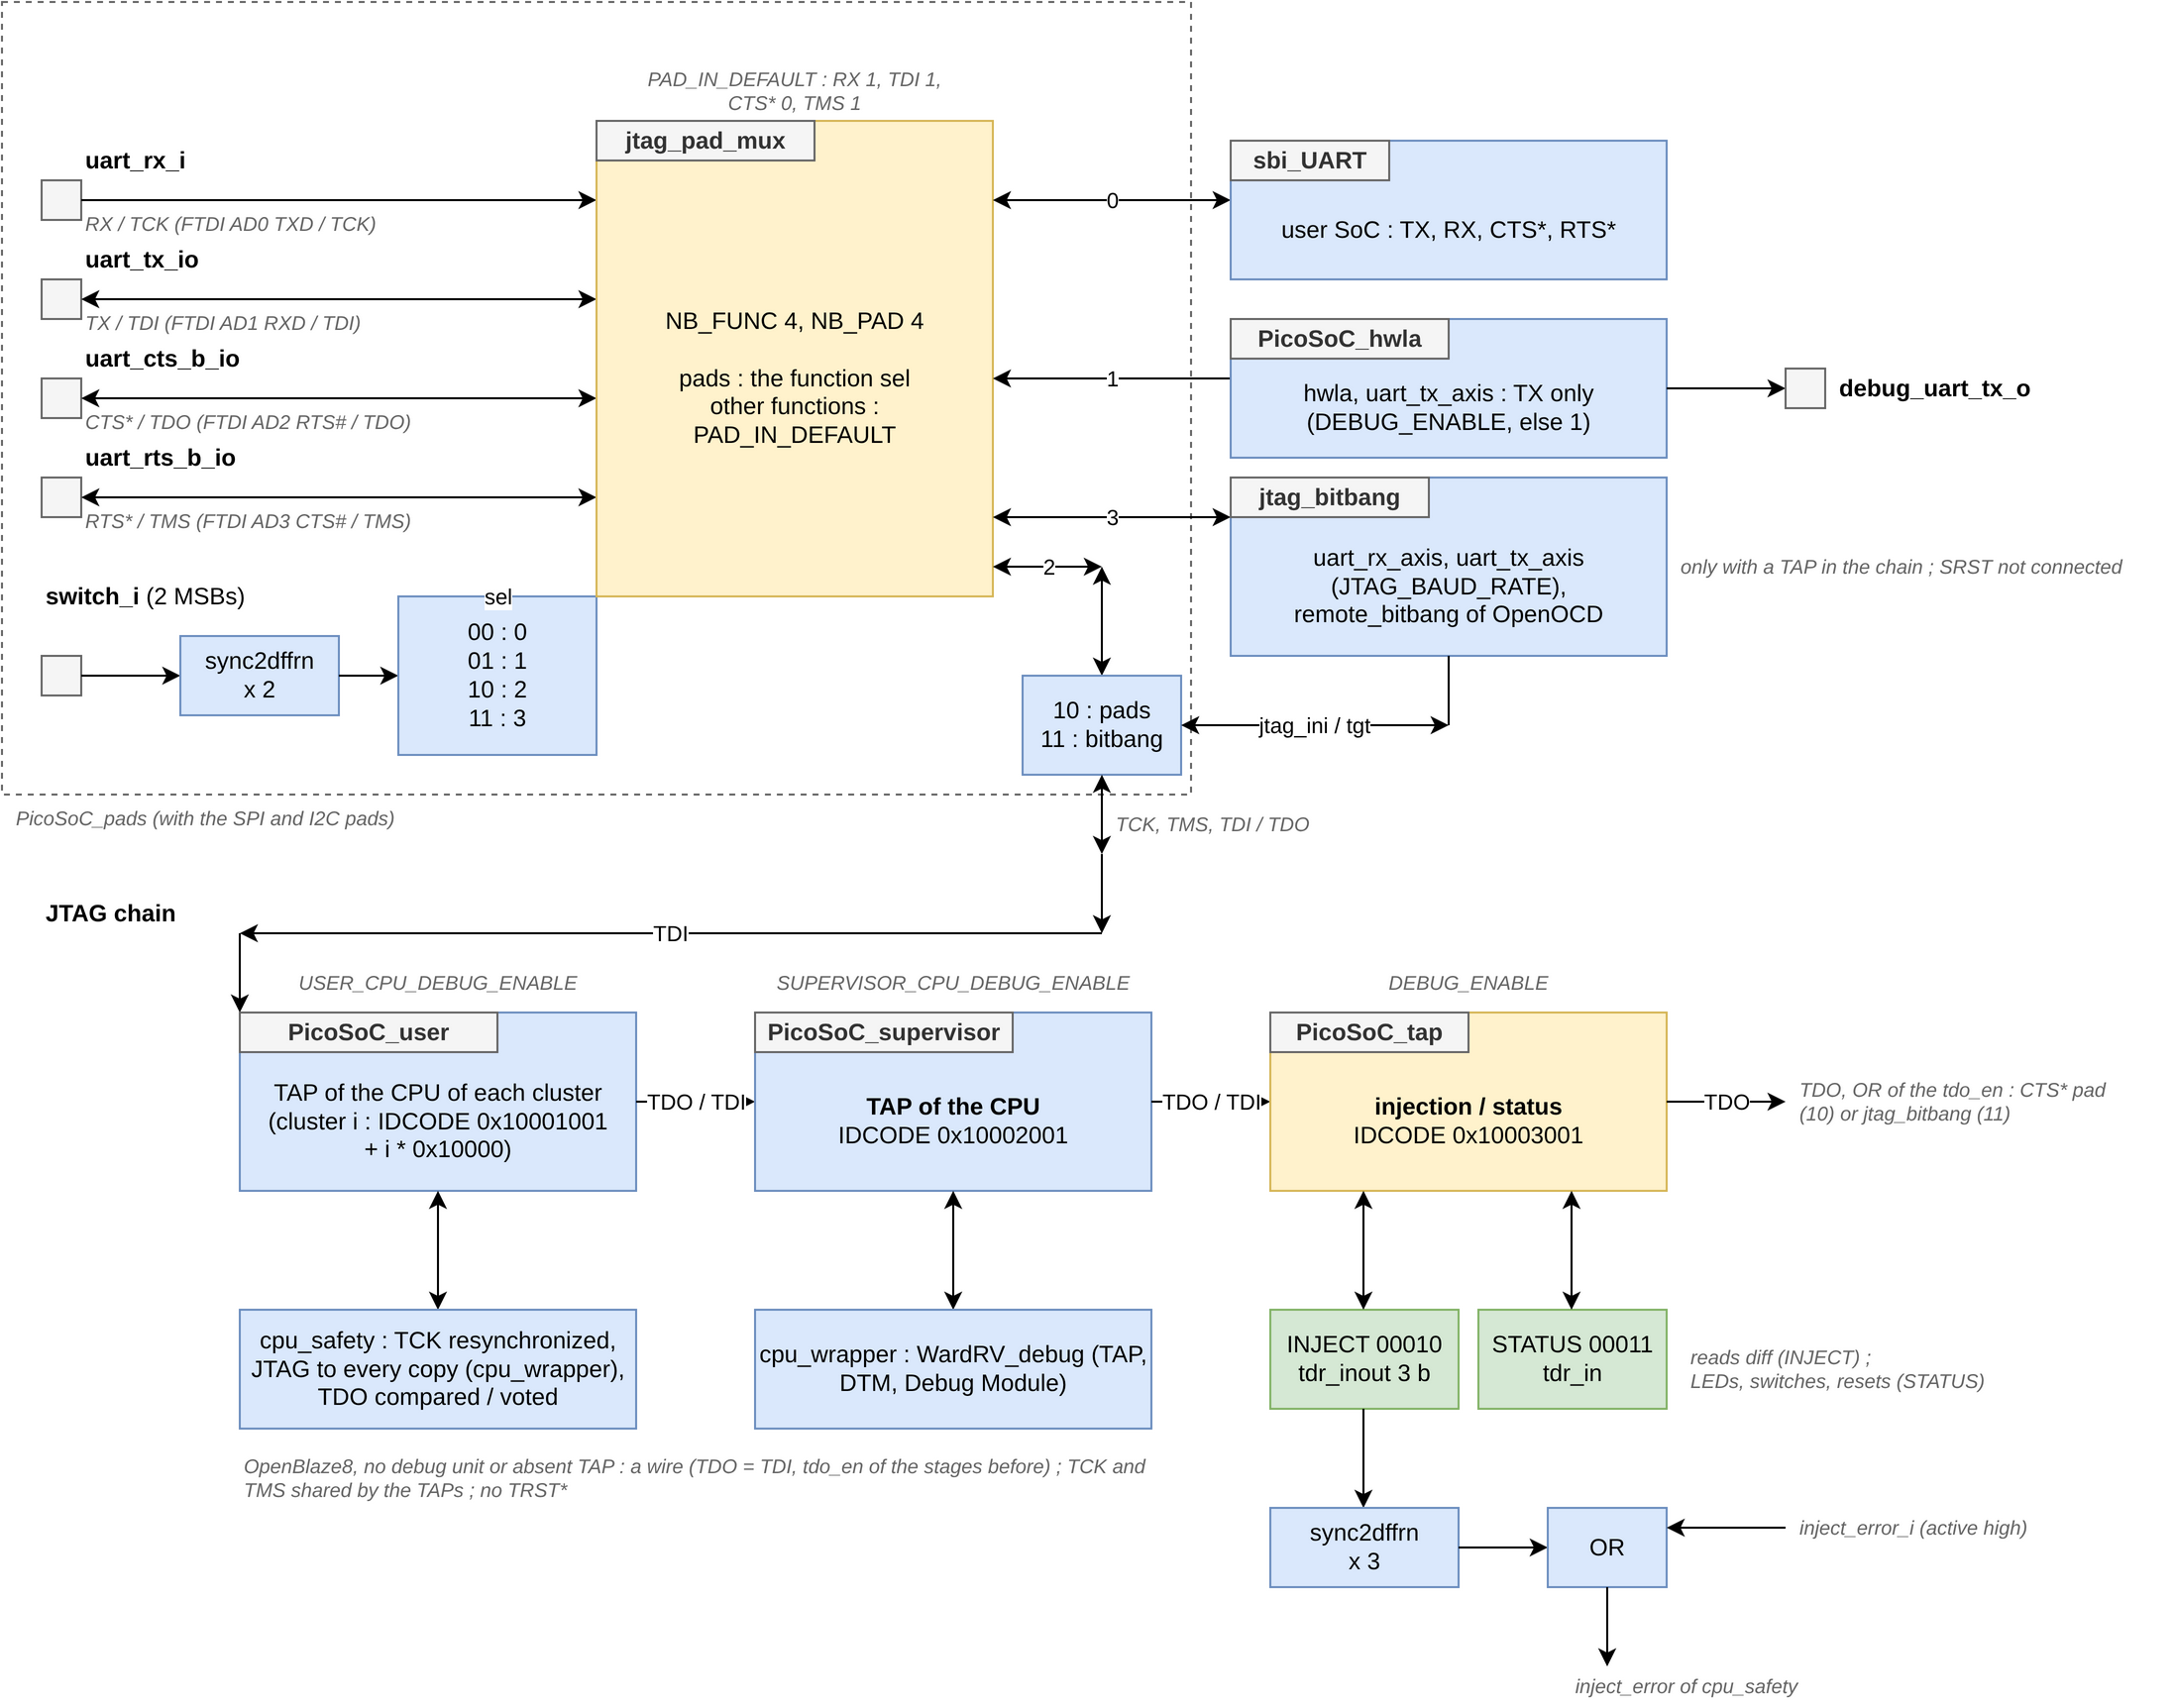 PAD_IN_DEFAULT : RX 1, TDI 1,
CTS* 0, TMS 1
jtag_pad_mux
NB_FUNC 4, NB_PAD 4
pads : the function sel
other functions :
PAD_IN_DEFAULT
uart_rx_i
RX / TCK (FTDI AD0 TXD / TCK)
uart_tx_io
TX / TDI (FTDI AD1 RXD / TDI)
uart_cts_b_io
CTS* / TDO (FTDI AD2 RTS# / TDO)
uart_rts_b_io
RTS* / TMS (FTDI AD3 CTS# / TMS)
switch_i (2 MSBs)
sync2dffrn
x 2
sel
00 : 0
01 : 1
10 : 2
11 : 3
0
1
3
2
sbi_UART
user SoC : TX, RX, CTS*, RTS*
PicoSoC_hwla
hwla, uart_tx_axis : TX only
(DEBUG_ENABLE, else 1)
debug_uart_tx_o
jtag_bitbang
uart_rx_axis, uart_tx_axis
(JTAG_BAUD_RATE),
remote_bitbang of OpenOCD
only with a TAP in the chain ; SRST not connected
10 : pads
11 : bitbang
jtag_ini / tgt
PicoSoC_pads (with the SPI and I2C pads)
TCK, TMS, TDI / TDO
JTAG chain
TDI
USER_CPU_DEBUG_ENABLE
SUPERVISOR_CPU_DEBUG_ENABLE
DEBUG_ENABLE
PicoSoC_user
TAP of the CPU of each cluster
(cluster i : IDCODE 0x10001001
+ i * 0x10000)
TDO / TDI
PicoSoC_supervisor
TAP of the CPU
IDCODE 0x10002001
TDO / TDI
PicoSoC_tap
injection / status
IDCODE 0x10003001
TDO
TDO, OR of the tdo_en : CTS* pad
(10) or jtag_bitbang (11)
cpu_safety : TCK resynchronized,
JTAG to every copy (cpu_wrapper),
TDO compared / voted
cpu_wrapper : WardRV_debug (TAP,
DTM, Debug Module)
INJECT 00010
tdr_inout 3 b
STATUS 00011
tdr_in
reads diff (INJECT) ;
LEDs, switches, resets (STATUS)
OpenBlaze8, no debug unit or absent TAP : a wire (TDO = TDI, tdo_en of the stages before) ; TCK and
TMS shared by the TAPs ; no TRST*
sync2dffrn
x 3
OR
inject_error_i (active high)
inject_error of cpu_safety